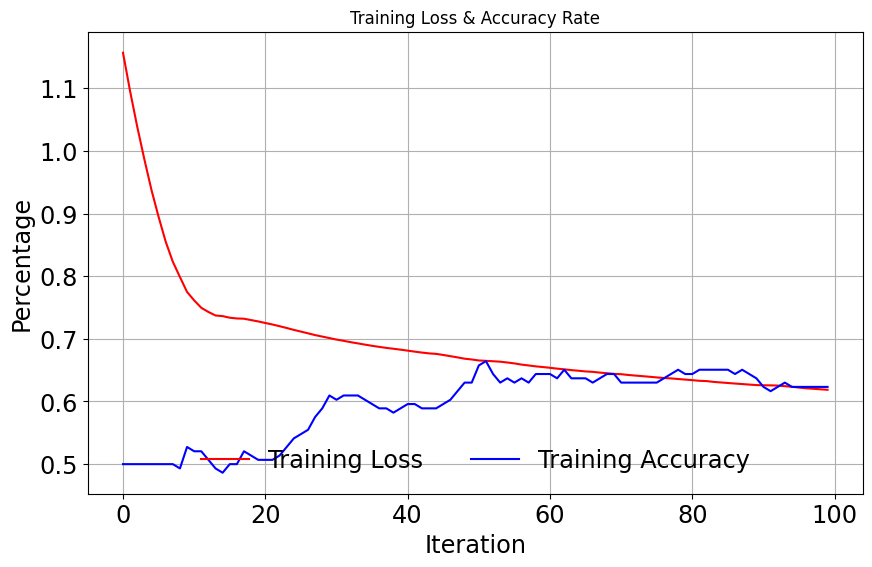 Training Loss & Accuracy Rate
Percentage
1.1
1.0
0.9
0.8
0.7
0.6
0.5
Training Loss
Training Accuracy
0 20 40 60 80 100
Iteration